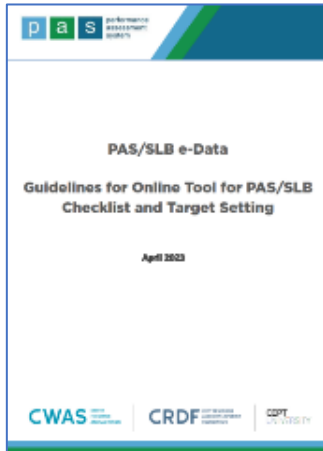 pas performance
assessment
system
PAS/SLB e-Data
Guidelines for Online Tool for PAS/SLB
Checklist and Target Setting
April 2023
CWAS
CRDF
CEPT
UNIVERSITY